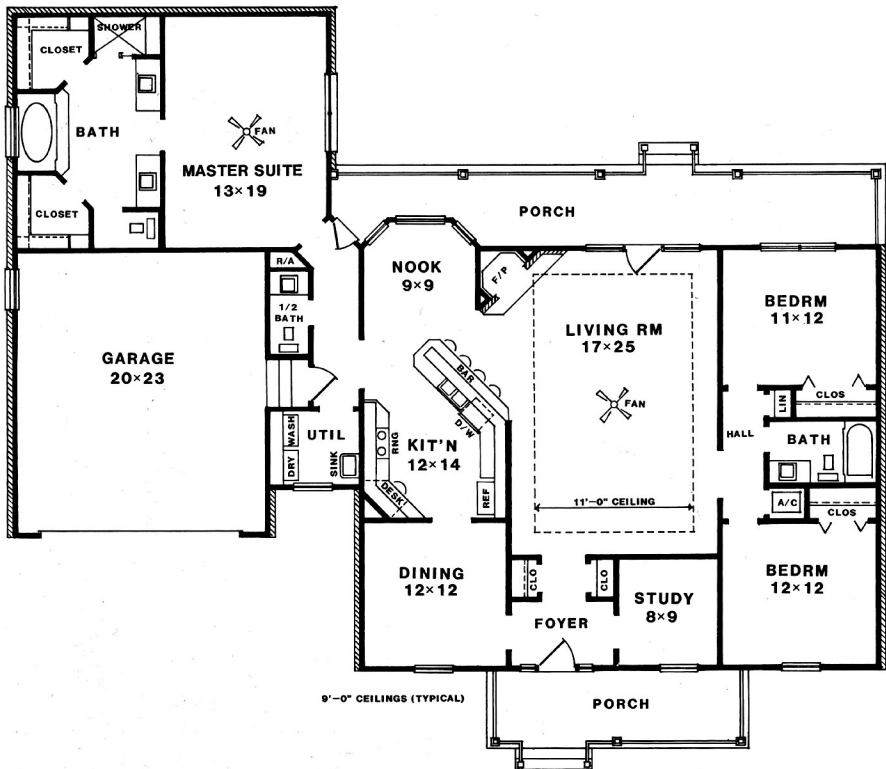 SHOWER
CLOSET
BATH
FAN
MASTER SUITE
13×19
CLOSET
PORCH
R/A
1/2
BATH
NOOK
9×9
F/P
LIVING RM
17×25
BEDRM
11×12
GARAGE
20×23
BAR
FAN
LIN
CLOS
D/W
HALL
BATH
WASH
DRY
UTIL
SINK
RNG
KIT'N
12×14
DESK
REF
11'-0" CEILING
A/C
CLOS
DINING
12×12
CLO
CLO
STUDY
8×9
BEDRM
12×12
FOYER
9'-0" CEILINGS (TYPICAL)
PORCH